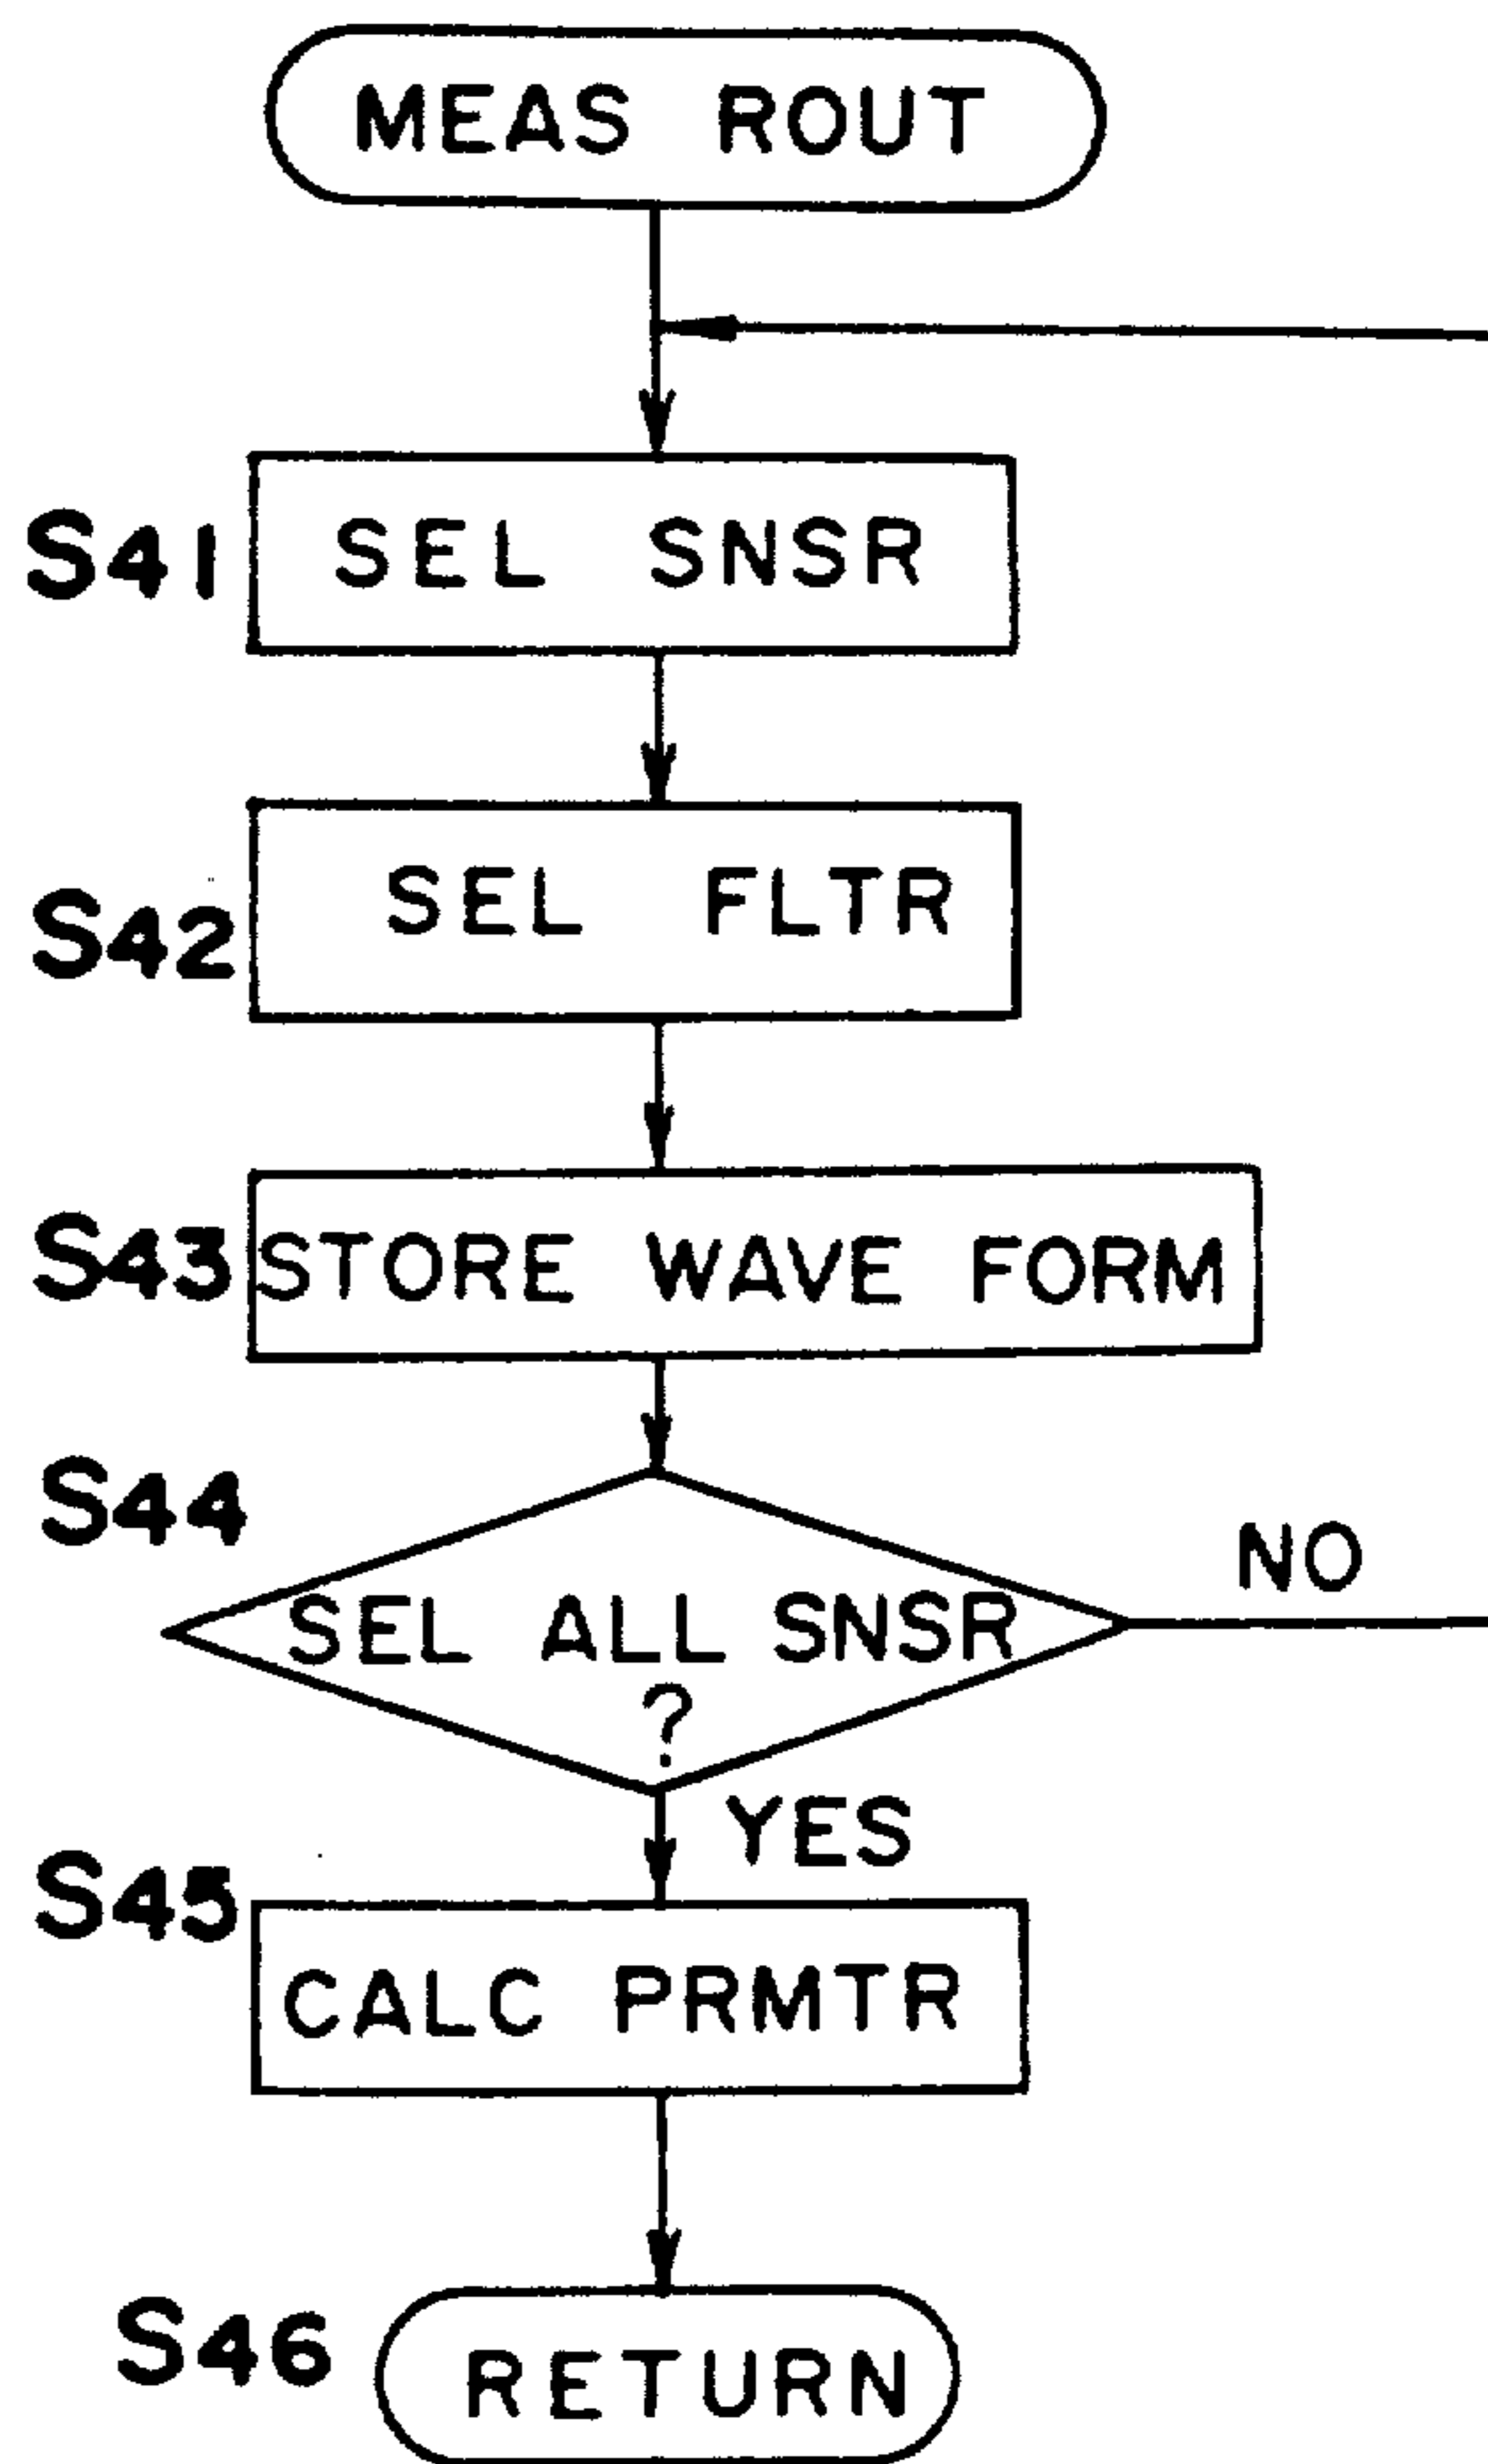 MEAS ROUT
S41 SEL SNSR
S42 SEL FLTR
S43 STORE WAVE FORM
S44
NO
SEL ALL SNSR
?
YES
S45 CALC PRMTR
S46 RETURN